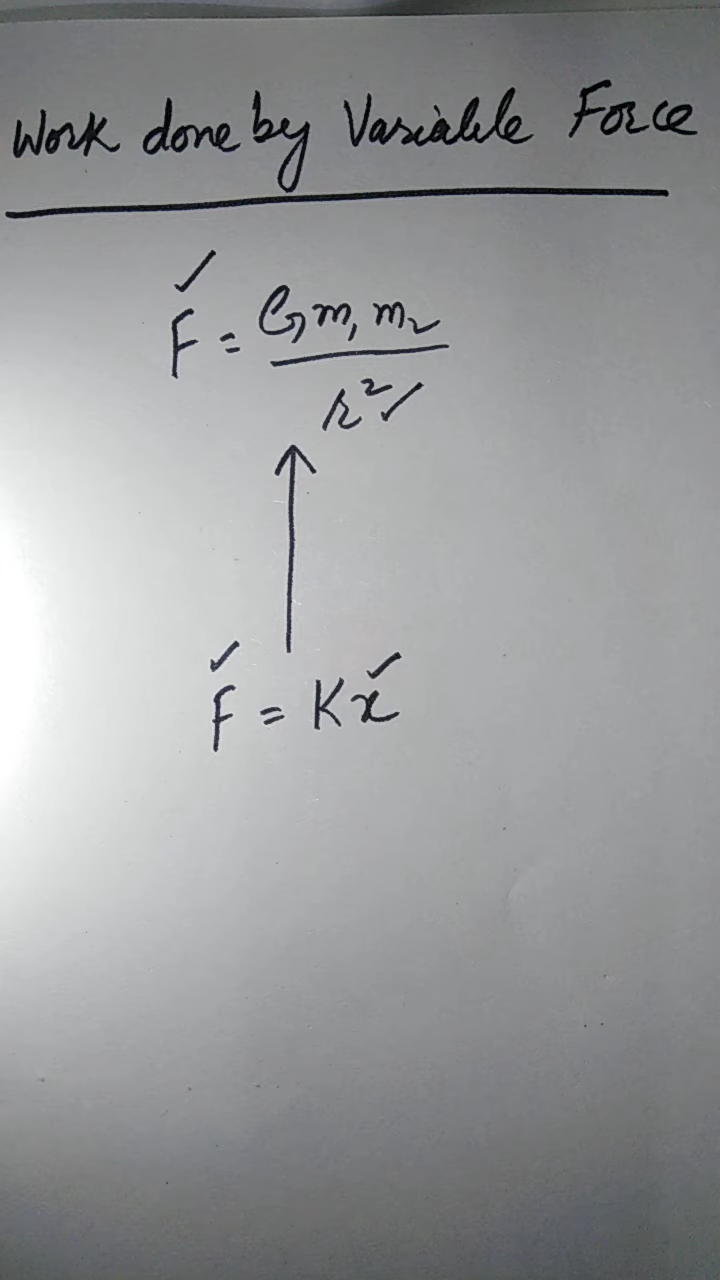 Work done by Variable Force
✓
F = Gm₁m₂
r²✓
✓ ✓
F = Kx